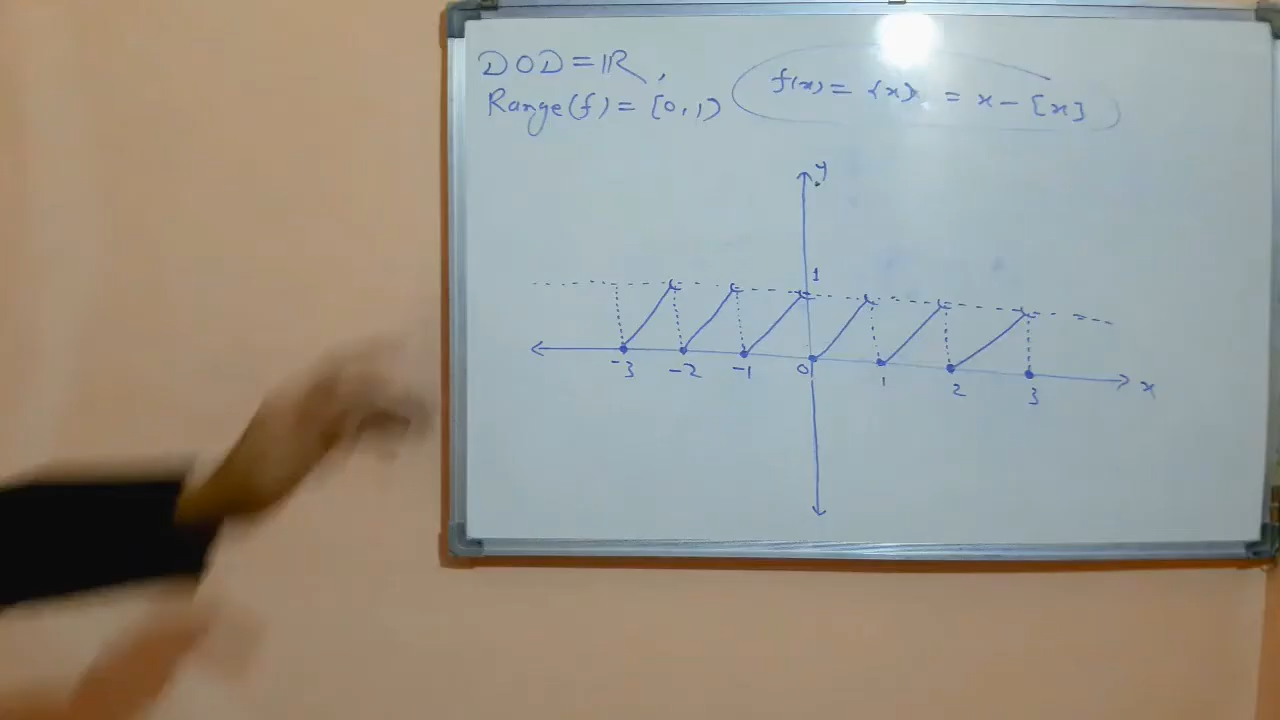 DOD = ℝ,
Range(f) = [0,1)
f(x) = {x} = x - [x]
y
1
-3 -2 -1 0 1 2 3
x